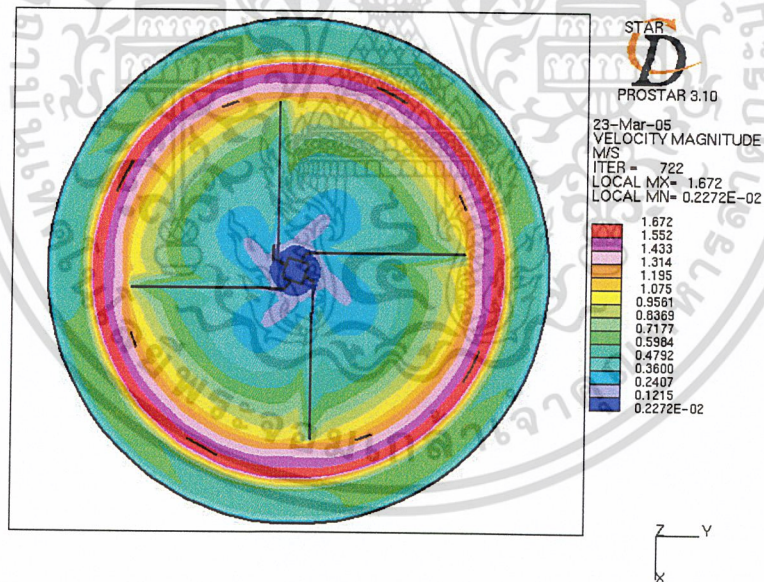 STAR
CD
PROSTAR 3.10
23-Mar-05
VELOCITY MAGNITUDE
M/S
ITER = 722
LOCAL MX= 1.672
LOCAL MN= 0.2272E-02
1.672
1.552
1.433
1.314
1.195
1.075
0.9561
0.8369
0.7177
0.5984
0.4792
0.3600
0.2407
0.1215
0.2272E-02
Z
Y
X